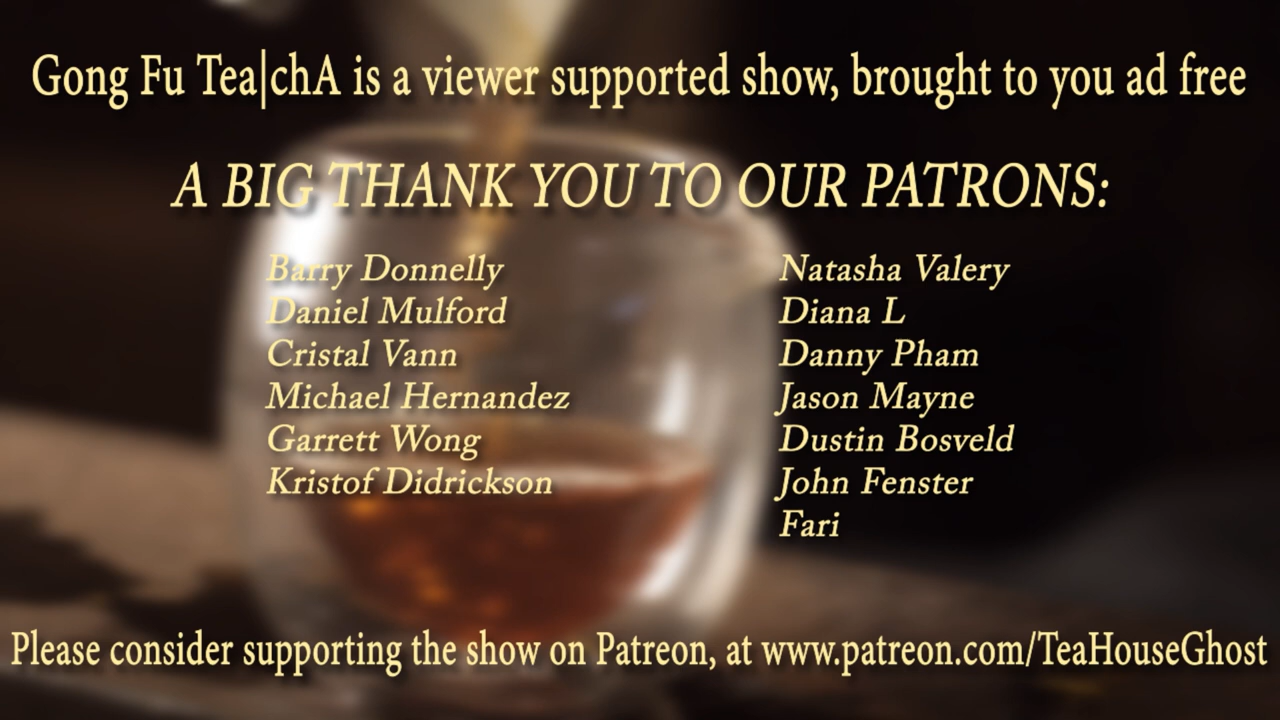 Gong Fu Tea|chA is a viewer supported show, brought to you ad free
A BIG THANK YOU TO OUR PATRONS:
Barry Donnelly
Daniel Mulford
Cristal Vann
Michael Hernandez
Garrett Wong
Kristof Didrickson
Natasha Valery
Diana L
Danny Pham
Jason Mayne
Dustin Bosveld
John Fenster
Fari
Please consider supporting the show on Patreon, at www.patreon.com/TeaHouseGhost